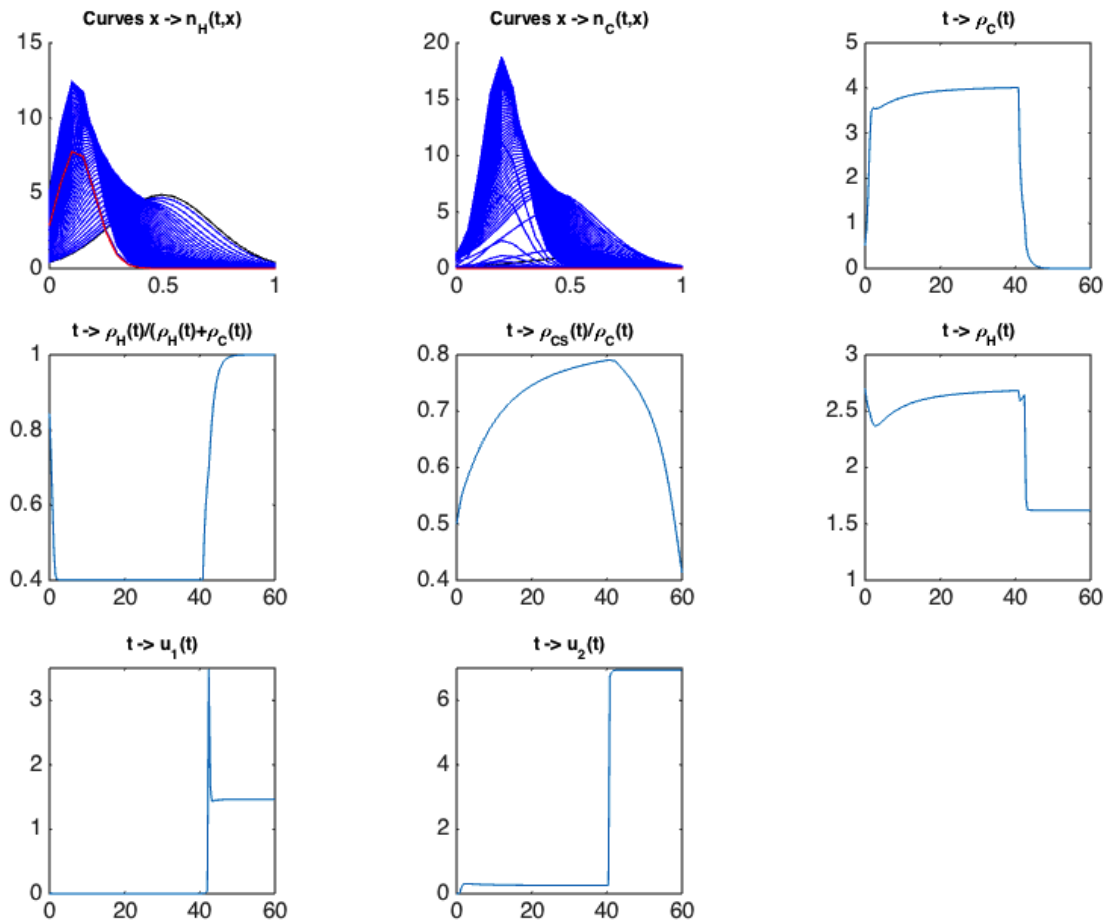 Curves x -> n_H(t,x)
15
10
5
0
0 0.5 1
Curves x -> n_C(t,x)
20
15
10
5
0
0 0.5 1
t -> ρ_C(t)
5
4
3
2
1
0
0 20 40 60
t -> ρ_H(t)/(ρ_H(t)+ρ_C(t))
1
0.8
0.6
0.4
0 20 40 60
t -> ρ_CS(t)/ρ_C(t)
0.8
0.7
0.6
0.5
0.4
0 20 40 60
t -> ρ_H(t)
3
2.5
2
1.5
1
0 20 40 60
t -> u_1(t)
3
2
1
0
0 20 40 60
t -> u_2(t)
6
4
2
0
0 20 40 60